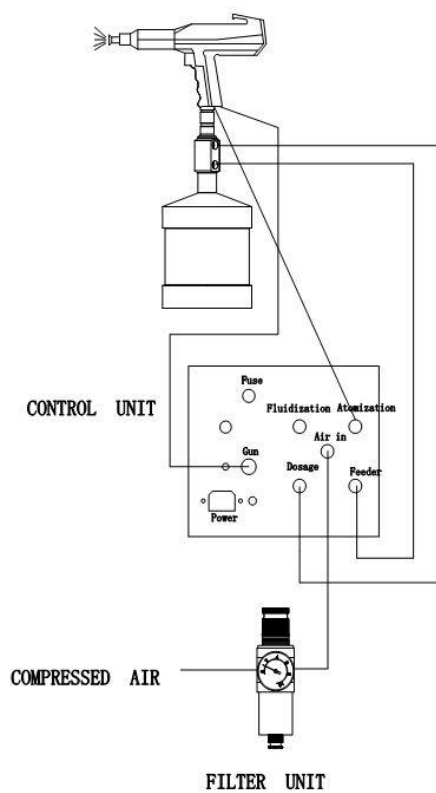 Fuse
CONTROL UNIT
Fluidization Atomization
Air in
Gun
Dosage Feeder
Power
COMPRESSED AIR
FILTER UNIT